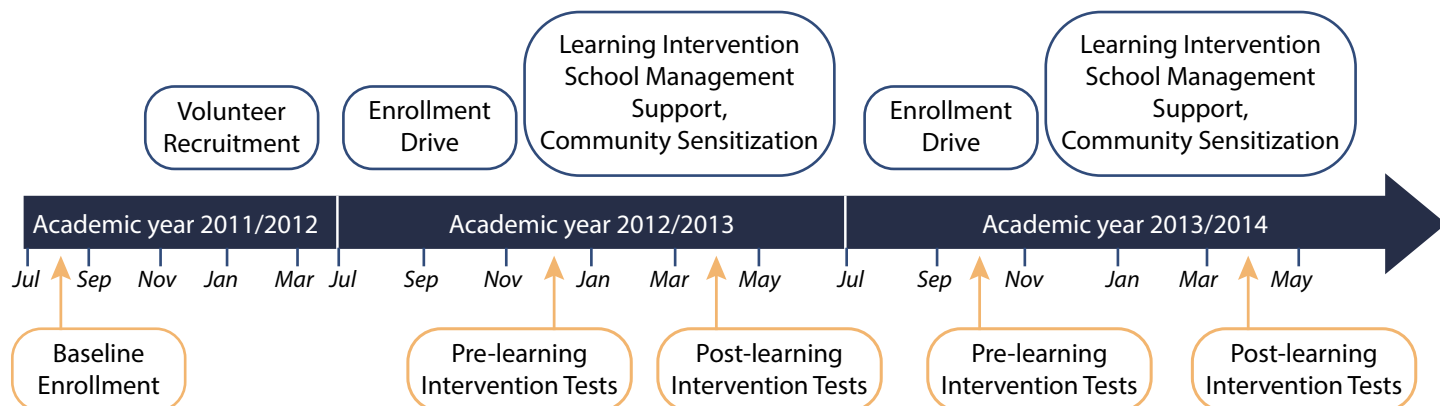 Volunteer
Recruitment
Enrollment
Drive
Learning Intervention
School Management
Support,
Community Sensitization
Enrollment
Drive
Learning Intervention
School Management
Support,
Community Sensitization
Academic year 2011/2012
Academic year 2012/2013
Academic year 2013/2014
Jul Sep Nov Jan Mar Jul Sep Nov Jan Mar May Jul Sep Nov Jan Mar May
Baseline
Enrollment
Pre-learning
Intervention Tests
Post-learning
Intervention Tests
Pre-learning
Intervention Tests
Post-learning
Intervention Tests